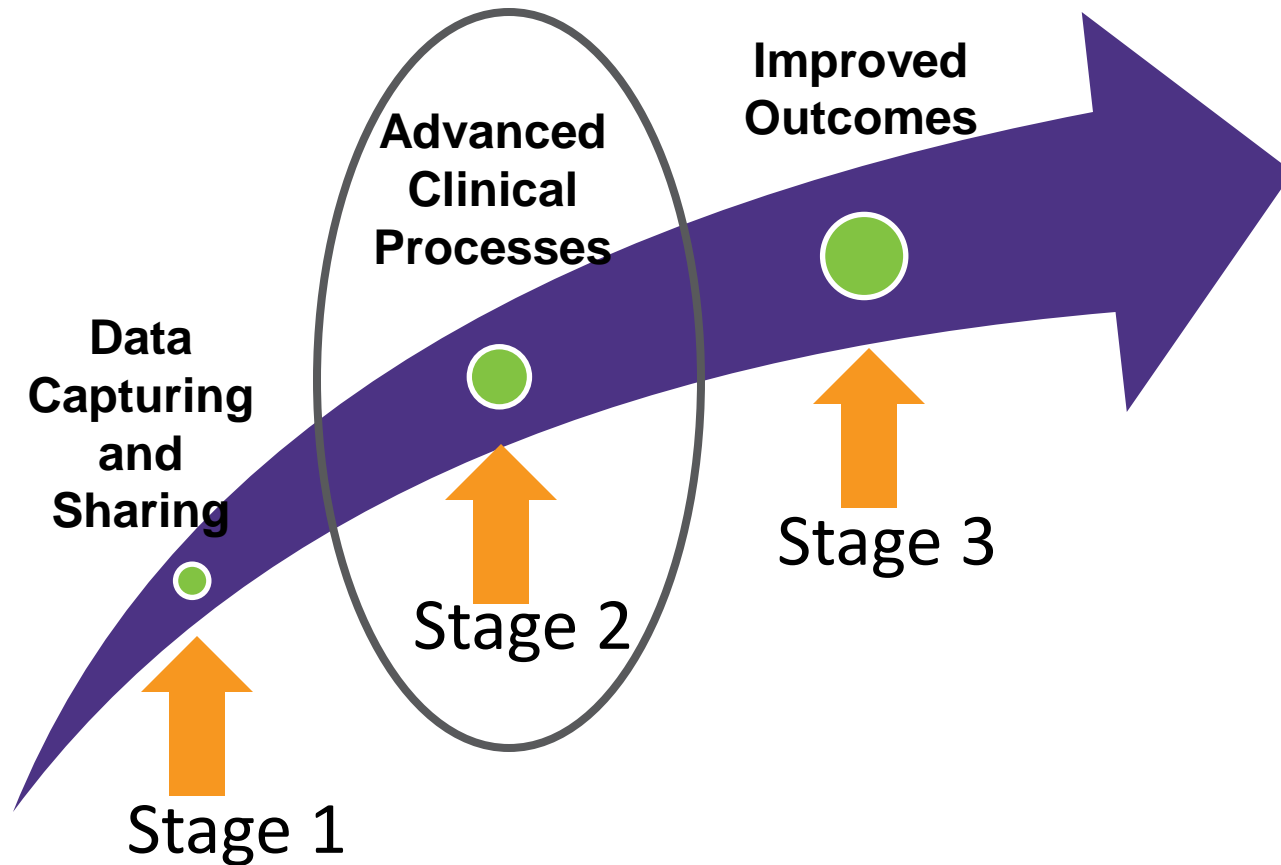 Data
Capturing
and
Sharing
Stage 1
Advanced
Clinical
Processes
Stage 2
Improved
Outcomes
Stage 3